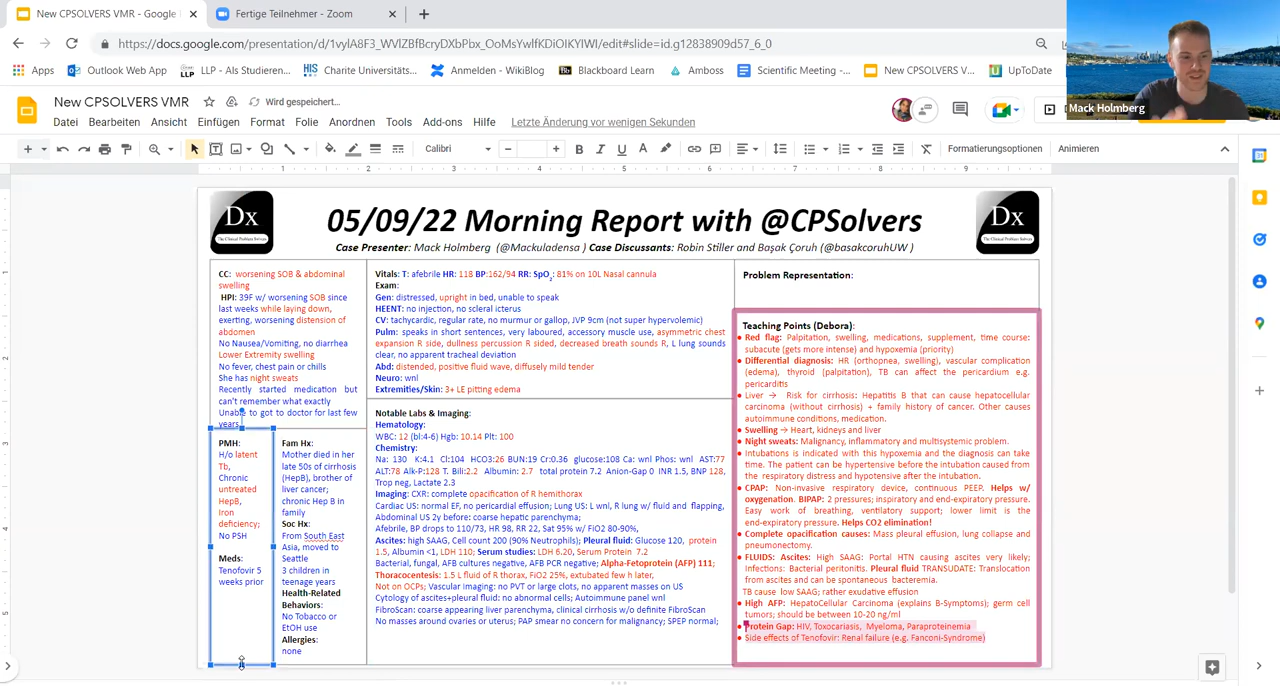 New CPSOLVERS VMR - Google
Fertige Teilnehmer - Zoom
https://docs.google.com/presentation/d/1vylA8F3_WVlZBfBcryDXbPbx_OoMsYwlfKDiOIKYIWI/edit#slide=id.g12838909d57_6_0
Apps Outlook Web App LLP - Als Studieren... Charite Universitäts... Anmelden - WikiBlog Blackboard Learn Amboss Scientific Meeting -... New CPSOLVERS V... UpToDate
Mack Holmberg
New CPSOLVERS VMR Wird gespeichert...
Datei Bearbeiten Ansicht Einfügen Format Folie Anordnen Tools Add-ons Hilfe Letzte Änderung vor wenigen Sekunden
Calibri Formatierungsoptionen Animieren
05/09/22 Morning Report with @CPSolvers
Case Presenter: Mack Holmberg (@Mackuladensa ) Case Discussants: Robin Stiller and Başak Çoruh (@basakcoruhUW )
Dx
The Clinical Problem Solvers
Dx
The Clinical Problem Solvers
CC: worsening SOB & abdominal
swelling
HPI: 39F w/ worsening SOB since
last weeks while laying down,
exerting, worsening distension of
abdomen
No Nausea/Vomiting, no diarrhea
Lower Extremity swelling
No fever, chest pain or chills
She has night sweats
Recently started medication but
can't remember what exactly
Unable to got to doctor for last few
years
PMH:
H/o latent
Tb,
Chronic
untreated
HepB,
Iron
deficiency;
No PSH
Meds:
Tenofovir 5
weeks prior
Fam Hx:
Mother died in her
late 50s of cirrhosis
(HepB), brother of
liver cancer;
chronic Hep B in
family
Soc Hx:
From South East
Asia, moved to
Seattle
3 children in
teenage years
Health-Related
Behaviors:
No Tobacco or
EtOH use
Allergies:
none
Vitals: T: afebrile HR: 118 BP:162/94 RR: SpO2: 81% on 10L Nasal cannula
Exam:
Gen: distressed, upright in bed, unable to speak
HEENT: no injection, no scleral icterus
CV: tachycardic, regular rate, no murmur or gallop, JVP 9cm (not super hypervolemic)
Pulm: speaks in short sentences, very laboured, accessory muscle use, asymmetric chest
expansion R side, dullness percussion R sided, decreased breath sounds R, L lung sounds
clear, no apparent tracheal deviation
Abd: distended, positive fluid wave, diffusely mild tender
Neuro: wnl
Extremities/Skin: 3+ LE pitting edema
Notable Labs & Imaging:
Hematology:
WBC: 12 (bl:4-6) Hgb: 10.14 Plt: 100
Chemistry:
Na: 130 K:4.1 Cl:104 HCO3:26 BUN:19 Cr:0.36 glucose:108 Ca: wnl Phos: wnl AST:77
ALT:78 Alk-P:128 T. Bili:2.2 Albumin: 2.7 total protein 7.2 Anion-Gap 0 INR 1.5, BNP 128,
Trop neg, Lactate 2.3
Imaging: CXR: complete opacification of R hemithorax
Cardiac US: normal EF, no pericardial effusion; Lung US: L wnl, R lung w/ fluid and flapping,
Abdominal US 2y before: coarse hepatic parenchyma;
Afebrile, BP drops to 110/73, HR 98, RR 22, Sat 95% w/ FiO2 80-90%,
Ascites: high SAAG, Cell count 200 (90% Neutrophils); Pleural fluid: Glucose 120, protein
1.5, Albumin <1, LDH 110; Serum studies: LDH 6.20, Serum Protein 7.2
Bacterial, fungal, AFB cultures negative, AFB PCR negative; Alpha-Fetoprotein (AFP) 111;
Thoracocentesis: 1.5 L fluid of R thorax, FiO2 25%, extubated few h later,
Not on OCPs; Vascular Imaging: no PVT or large clots, no apparent masses on US
Cytology of ascites+pleural fluid: no abnormal cells; Autoimmune panel wnl
FibroScan: coarse appearing liver parenchyma, clinical cirrhosis w/o definite FibroScan
No masses around ovaries or uterus; PAP smear no concern for malignancy; SPEP normal;
Problem Representation:
Teaching Points (Debora):
● Red flag: Palpitation, swelling, medications, supplement, time course:
subacute (gets more intense) and hypoxemia (priority)
● Differential diagnosis: HR (orthopnea, swelling), vascular complication
(edema), thyroid (palpitation), TB can affect the pericardium e.g.
pericarditis
● Liver → Risk for cirrhosis: Hepatitis B that can cause hepatocellular
carcinoma (without cirrhosis) + family history of cancer. Other causes
autoimmune conditions, medication.
● Swelling → Heart, kidneys and liver
● Night sweats: Malignancy, inflammatory and multisystemic problem.
● Intubations is indicated with this hypoxemia and the diagnosis can take
time. The patient can be hypertensive before the intubation caused from
the respiratory distress and hypotensive after the intubation.
● CPAP: Non-invasive respiratory device, continuous PEEP. Helps w/
oxygenation. BIPAP: 2 pressures; inspiratory and end-expiratory pressure.
Easy work of breathing, ventilatory support; lower limit is the
end-expiratory pressure. Helps CO2 elimination!
● Complete opacification causes: Mass pleural effusion, lung collapse and
pneumonectomy.
● FLUIDS: Ascites: High SAAG: Portal HTN causing ascites very likely;
Infections: Bacterial peritonitis. Pleural fluid TRANSUDATE: Translocation
from ascites and can be spontaneous bacteremia.
TB cause low SAAG; rather exudative effusion
● High AFP: HepatoCellular Carcinoma (explains B-Symptoms); germ cell
tumors; should be between 10-20 ng/ml
● Protein Gap: HIV, Toxocariasis, Myeloma, Paraproteinemia
● Side effects of Tenofovir: Renal failure (e.g. Fanconi-Syndrome)